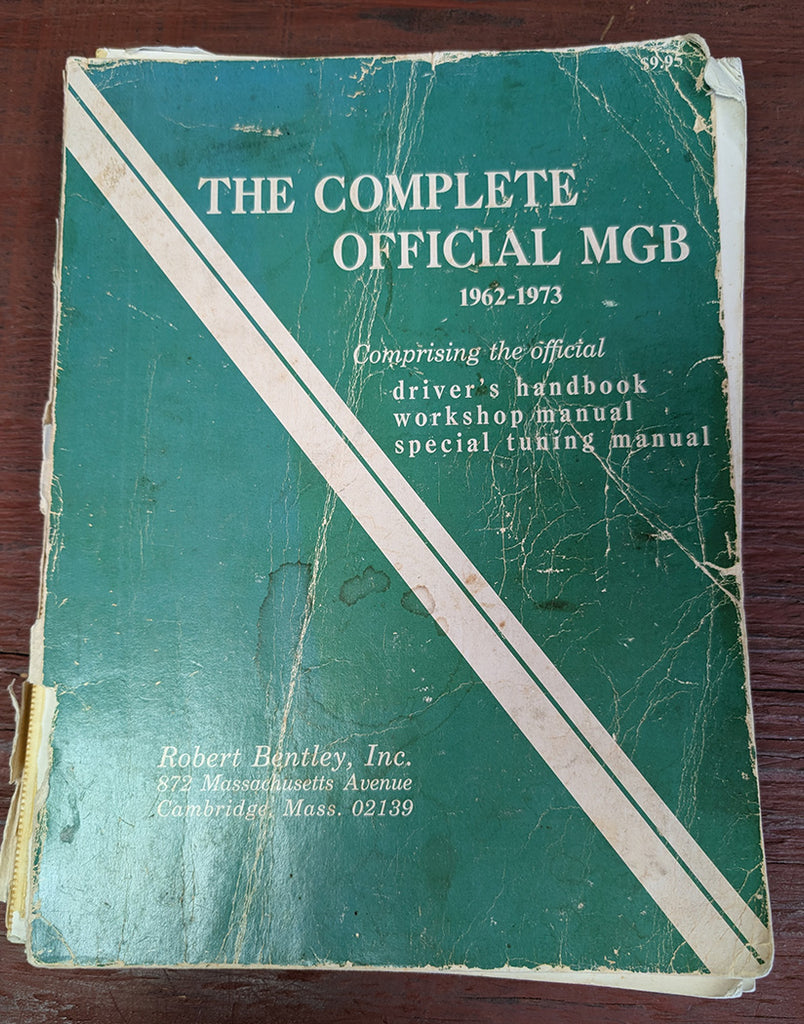 $9.95
THE COMPLETE
OFFICIAL MGB
1962-1973
Comprising the official
driver's handbook
workshop manual
special tuning manual
Robert Bentley, Inc.
872 Massachusetts Avenue
Cambridge, Mass. 02139